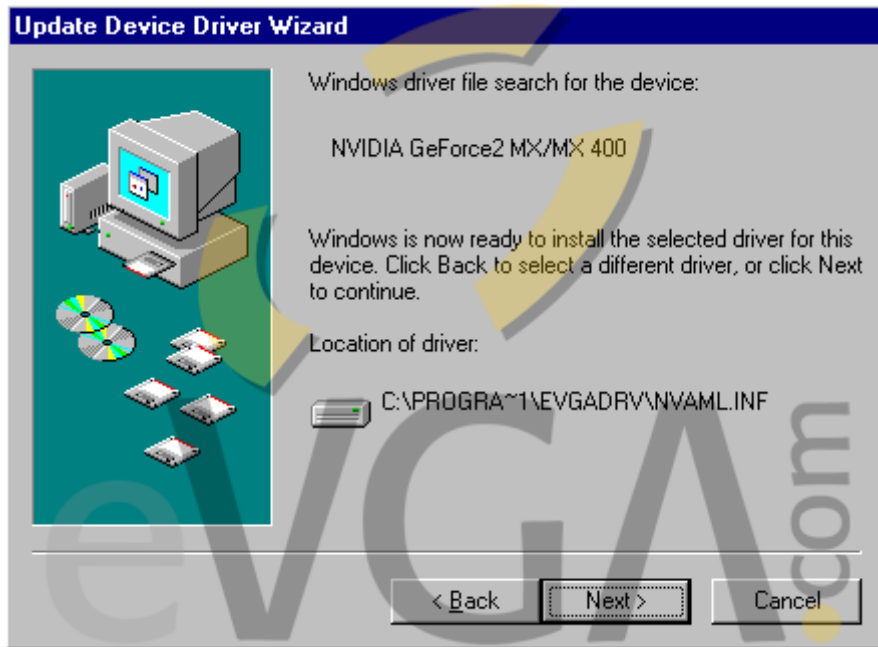 Update Device Driver Wizard
Windows driver file search for the device:
NVIDIA GeForce2 MX/MX 400
Windows is now ready to install the selected driver for this
device. Click Back to select a different driver, or click Next
to continue.
Location of driver:
C:\PROGRA~1\EVGADRV\NVAML.INF
< Back
Next >
Cancel
eVGA.com